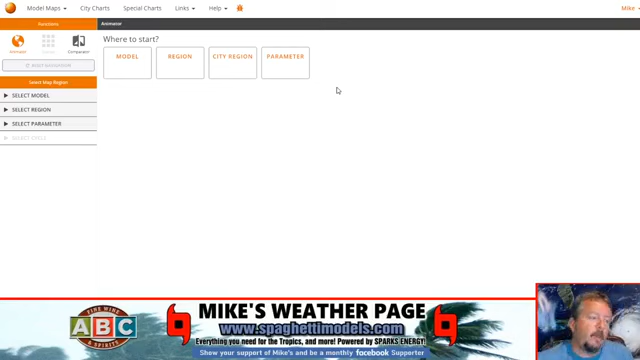 Model Maps
City Charts
Special Charts
Links
Help
Mike
Functions
Animator
Animator
Comparator
Where to start?
MODEL
REGION
CITY REGION
PARAMETER
Select Map Region
SELECT MODEL
SELECT REGION
SELECT PARAMETER
FINE WINE
ABC
& SPIRITS
MIKE'S WEATHER PAGE
www.spaghettimodels.com
Everything you need for the Tropics, and more! Powered by SPARKS ENERGY!
Show your support of Mike's and be a monthly facebook Supporter